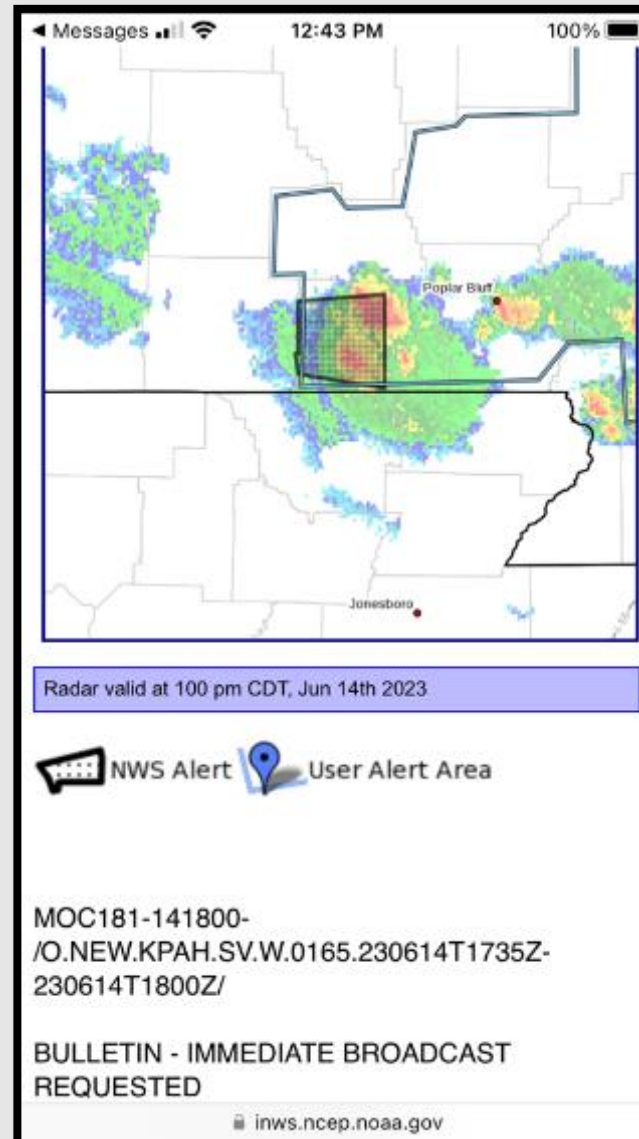 ◀ Messages 12:43 PM 100%
Poplar Bluff
Jonesboro
Radar valid at 100 pm CDT, Jun 14th 2023
NWS Alert User Alert Area
MOC181-141800-
/O.NEW.KPAH.SV.W.0165.230614T1735Z-
230614T1800Z/
BULLETIN - IMMEDIATE BROADCAST
REQUESTED
inws.ncep.noaa.gov